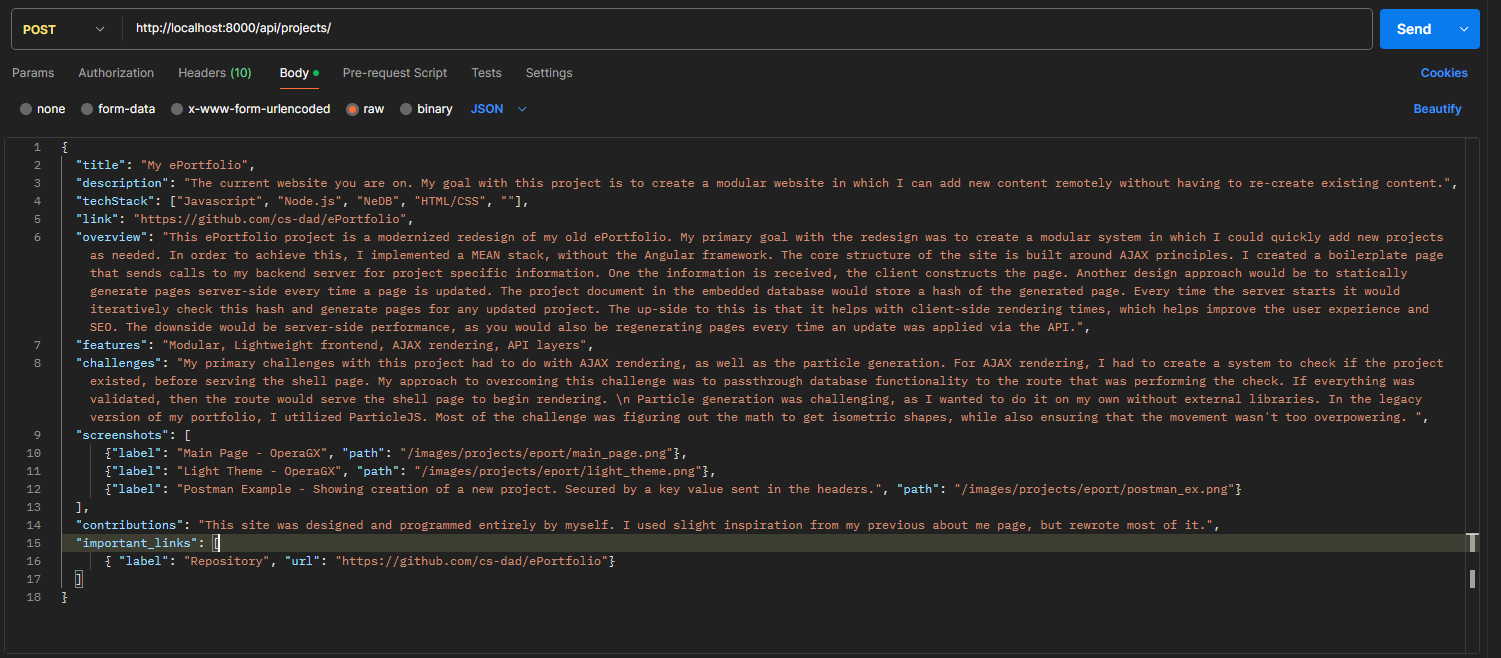 POST http://localhost:8000/api/projects/ Send
Params Authorization Headers (10) Body Pre-request Script Tests Settings Cookies
none form-data x-www-form-urlencoded raw binary JSON Beautify
1 {
2 "title": "My ePortfolio",
3 "description": "The current website you are on. My goal with this project is to create a modular website in which I can add new content remotely without having to re-create existing content.",
4 "techStack": ["Javascript", "Node.js", "NeDB", "HTML/CSS", ""],
5 "link": "https://github.com/cs-dad/ePortfolio",
6 "overview": "This ePortfolio project is a modernized redesign of my old ePortfolio. My primary goal with the redesign was to create a modular system in which I could quickly add new projects
as needed. In order to achieve this, I implemented a MEAN stack, without the Angular framework. The core structure of the site is built around AJAX principles. I created a boilerplate page
that sends calls to my backend server for project specific information. One the information is received, the client constructs the page. Another design approach would be to statically
generate pages server-side every time a page is updated. The project document in the embedded database would store a hash of the generated page. Every time the server starts it would
iteratively check this hash and generate pages for any updated project. The up-side to this is that it helps with client-side rendering times, which helps improve the user experience and
SEO. The downside would be server-side performance, as you would also be regenerating pages every time an update was applied via the API.",
7 "features": "Modular, Lightweight frontend, AJAX rendering, API layers",
8 "challenges": "My primary challenges with this project had to do with AJAX rendering, as well as the particle generation. For AJAX rendering, I had to create a system to check if the project
existed, before serving the shell page. My approach to overcoming this challenge was to passthrough database functionality to the route that was performing the check. If everything was
validated, then the route would serve the shell page to begin rendering. \n Particle generation was challenging, as I wanted to do it on my own without external libraries. In the legacy
version of my portfolio, I utilized ParticleJS. Most of the challenge was figuring out the math to get isometric shapes, while also ensuring that the movement wasn't too overpowering. ",
9 "screenshots": [
10 {"label": "Main Page - OperaGX", "path": "/images/projects/eport/main_page.png"},
11 {"label": "Light Theme - OperaGX", "path": "/images/projects/eport/light_theme.png"},
12 {"label": "Postman Example - Showing creation of a new project. Secured by a key value sent in the headers.", "path": "/images/projects/eport/postman_ex.png"}
13 ],
14 "contributions": "This site was designed and programmed entirely by myself. I used slight inspiration from my previous about me page, but rewrote most of it.",
15 "important_links": [
16 { "label": "Repository", "url": "https://github.com/cs-dad/ePortfolio"}
17 ]
18 }